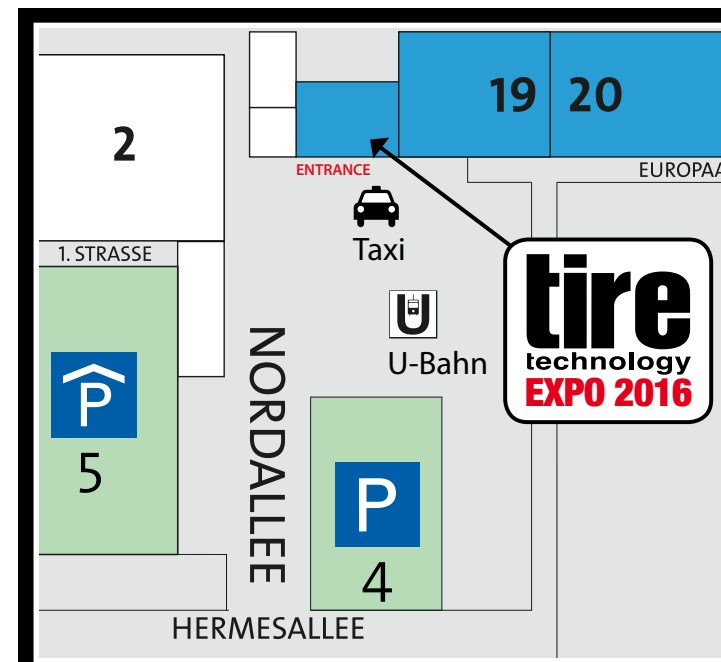 2
19
20
ENTRANCE
EUROPAA
1. STRASSE
Taxi
U
U-Bahn
tire
technology
EXPO 2016
NORDALLEE
P
5
P
4
HERMESALLEE